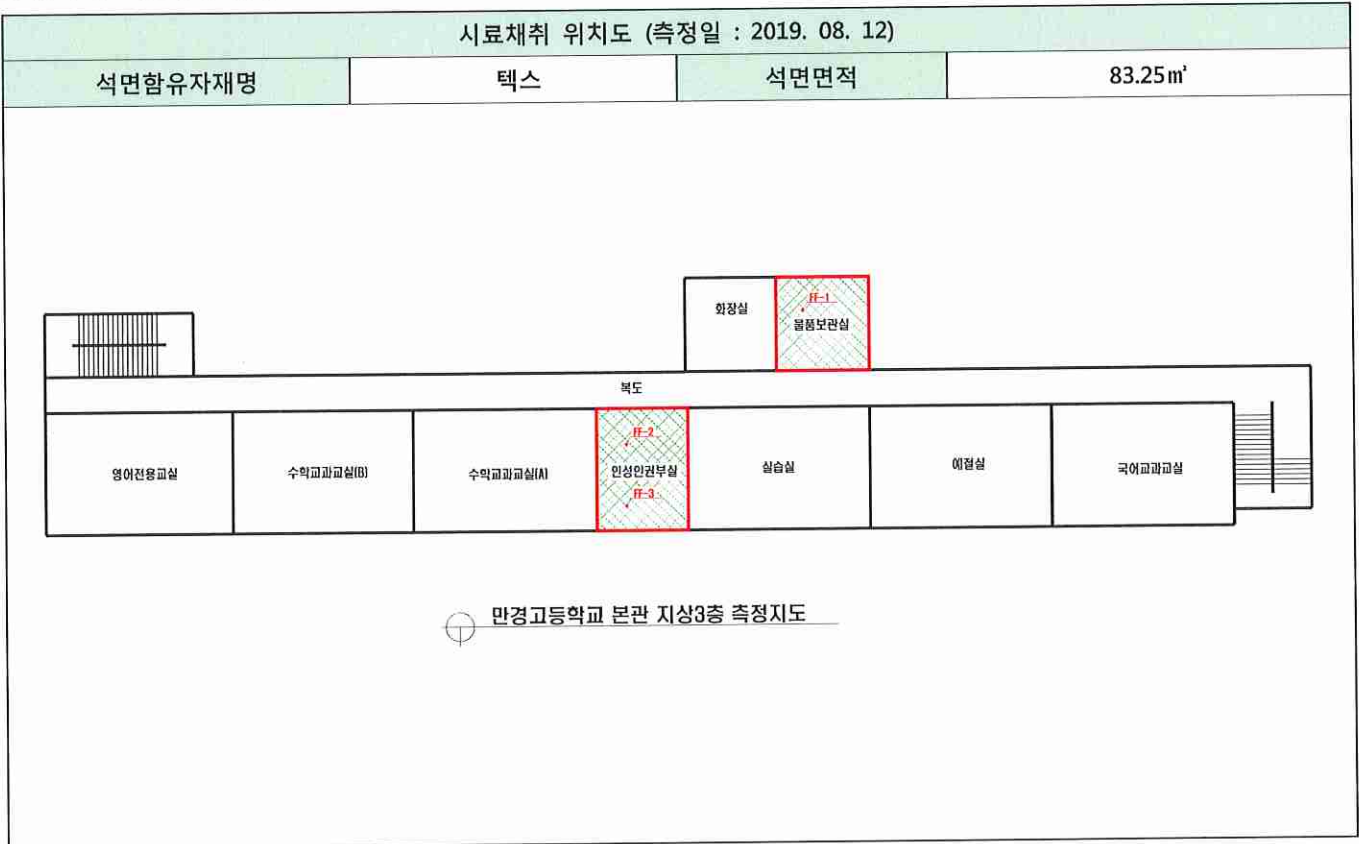 시료채취 위치도 (측정일 : 2019. 08. 12)
석면함유자재명 텍스 석면면적 83.25㎡
화장실
FF-1
물품보관실
복도
영어전용교실 수학교과교실(B) 수학교과교실(A)
FF-2
인성인권부실
FF-3
실습실 예절실 국어교과교실
만경고등학교 본관 지상3층 측정지도